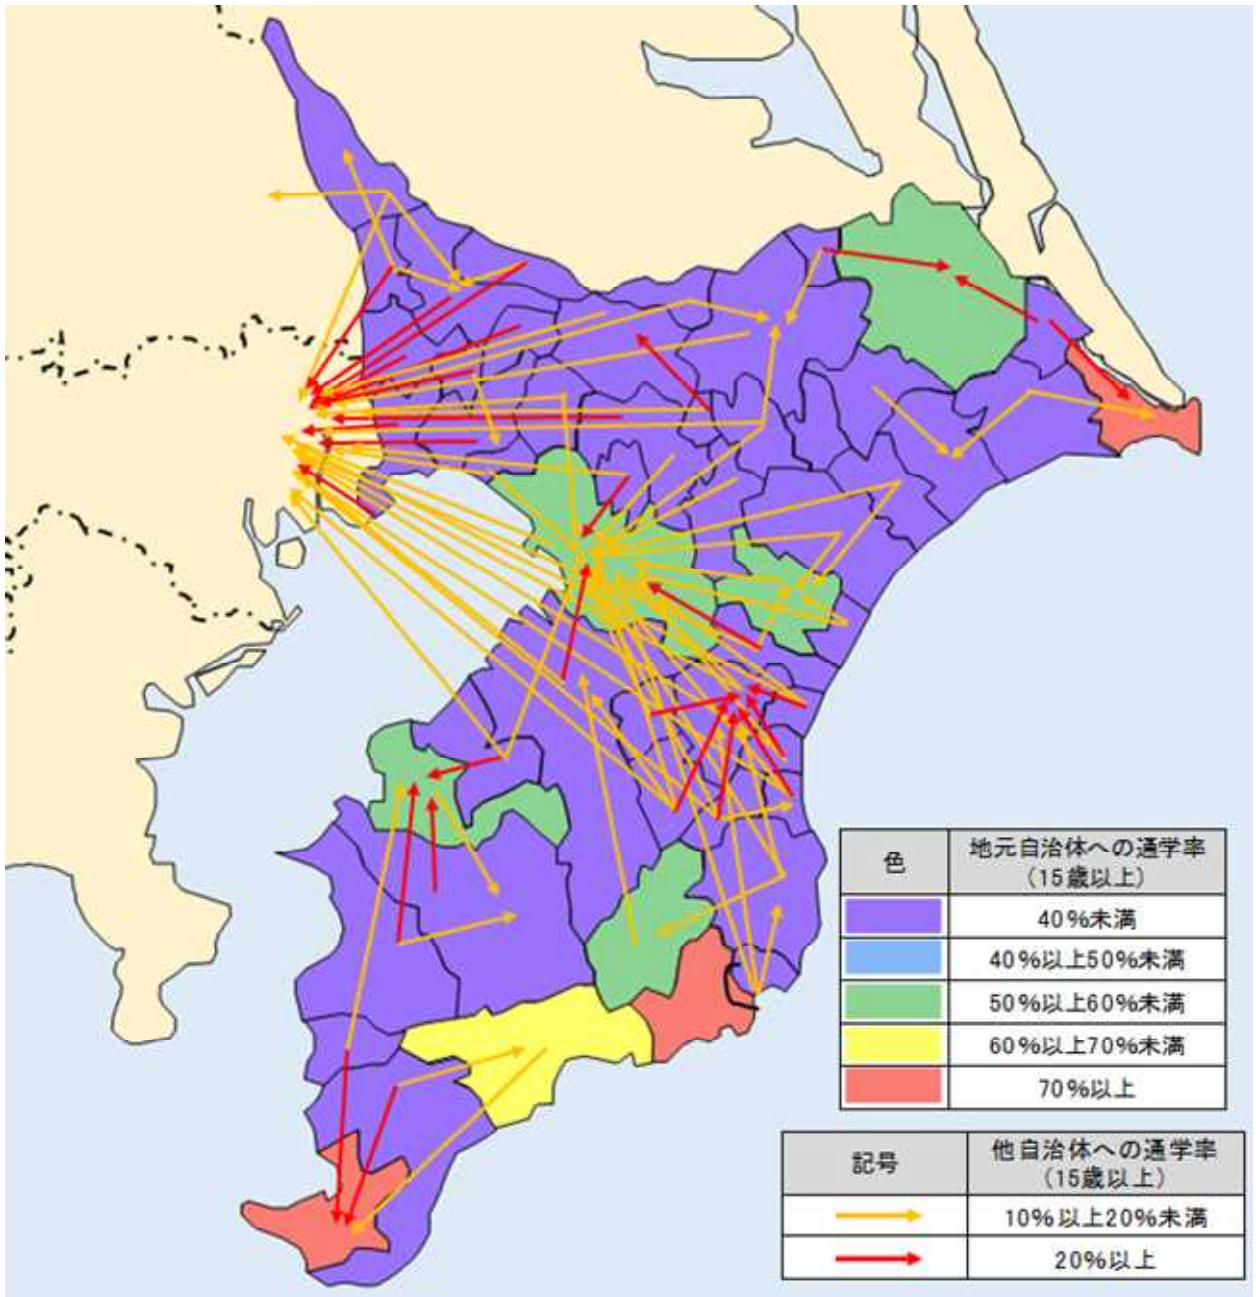 色
地元自治体への通学率
(15歳以上)
40%未満
40%以上50%未満
50%以上60%未満
60%以上70%未満
70%以上
記号
他自治体への通学率
(15歳以上)
10%以上20%未満
20%以上